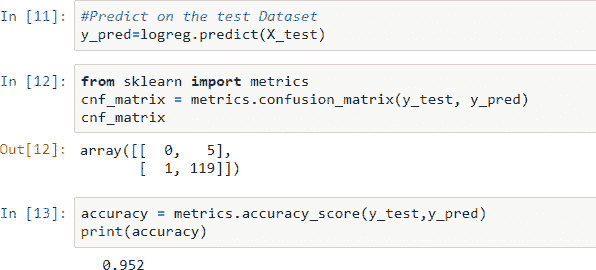 In [11]: #Predict on the test Dataset
y_pred=logreg.predict(X_test)
In [12]: from sklearn import metrics
cnf_matrix = metrics.confusion_matrix(y_test, y_pred)
cnf_matrix
Out[12]: array([[  0,   5],
       [  1, 119]])
In [13]: accuracy = metrics.accuracy_score(y_test,y_pred)
print(accuracy)
0.952